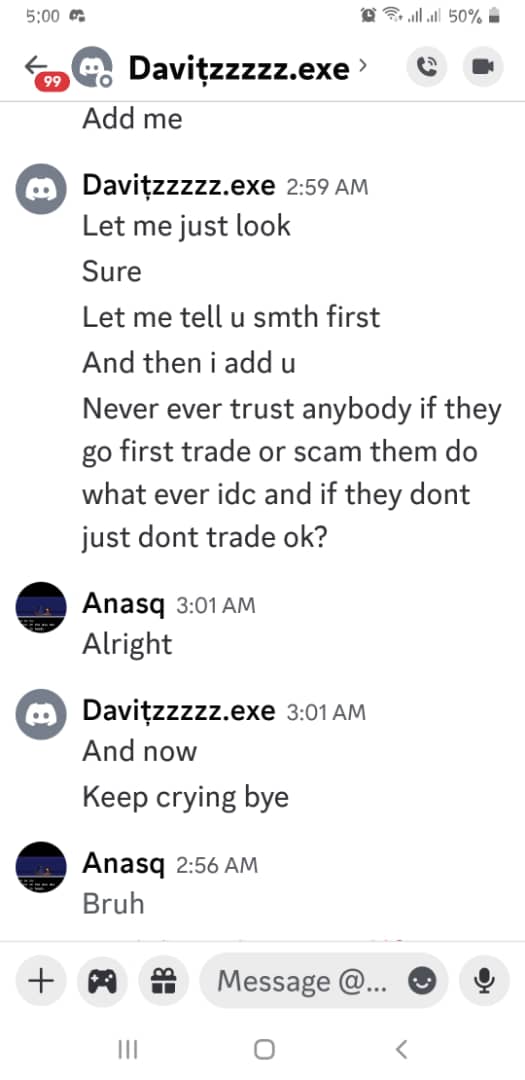 5:00
50%
99
Davițzzzzz.exe
Add me
Davițzzzzz.exe 2:59 AM
Let me just look
Sure
Let me tell u smth first
And then i add u
Never ever trust anybody if they
go first trade or scam them do
what ever idc and if they dont
just dont trade ok?
Anasq 3:01 AM
Alright
Davițzzzzz.exe 3:01 AM
And now
Keep crying bye
Anasq 2:56 AM
Bruh
Message @...